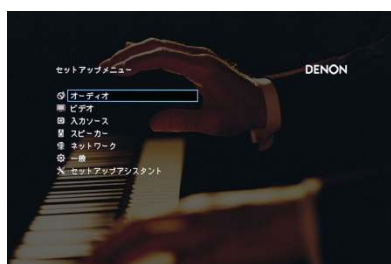 セットアップメニュー
DENON
オーディオ
ビデオ
入力ソース
スピーカー
ネットワーク
一般
セットアップアシスタント